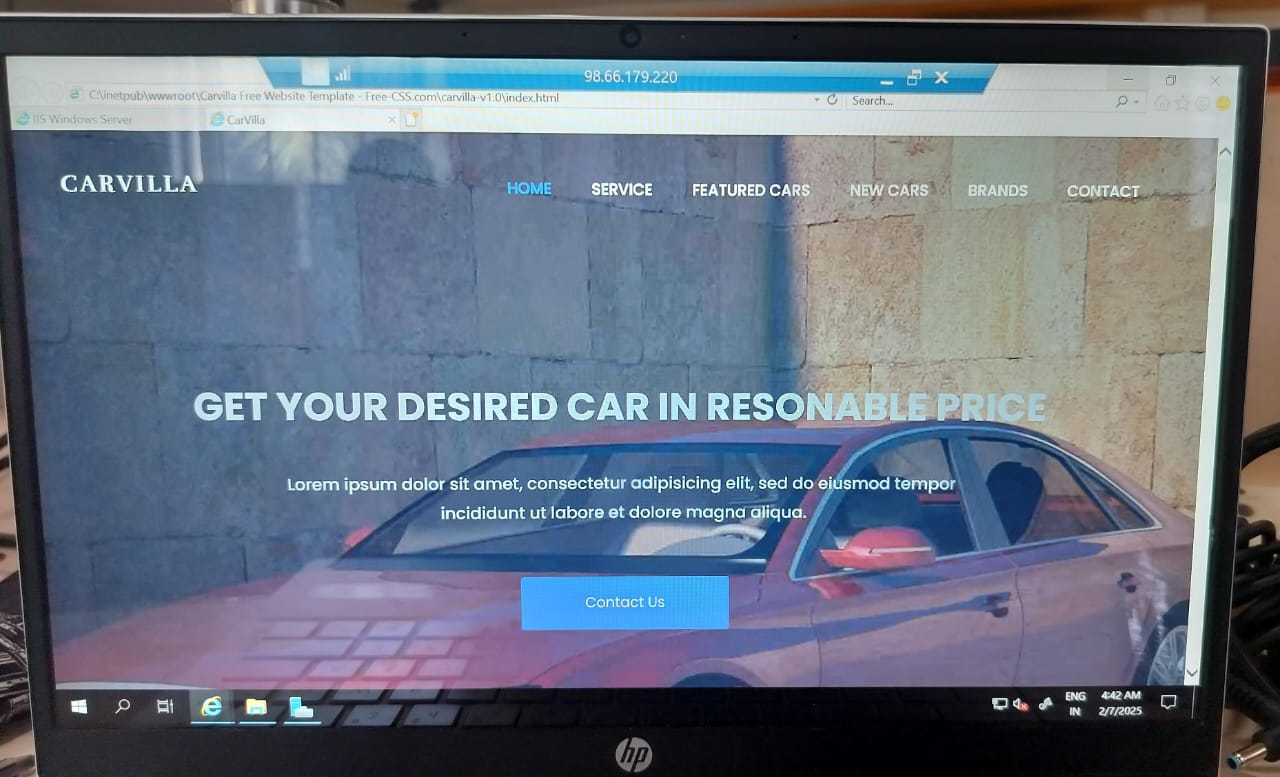 98.66.179.220
C:\inetpub\wwwroot\Carvilla Free Website Template - Free-CSS.com\carvilla-v1.0\index.html
Search...
IIS Windows Server
CarVilla
CARVILLA
HOME SERVICE FEATURED CARS NEW CARS BRANDS CONTACT
GET YOUR DESIRED CAR IN RESONABLE PRICE
Lorem ipsum dolor sit amet, consectetur adipisicing elit, sed do eiusmod tempor
incididunt ut labore et dolore magna aliqua.
Contact Us
ENG 4:42 AM
IN 2/7/2025
hp